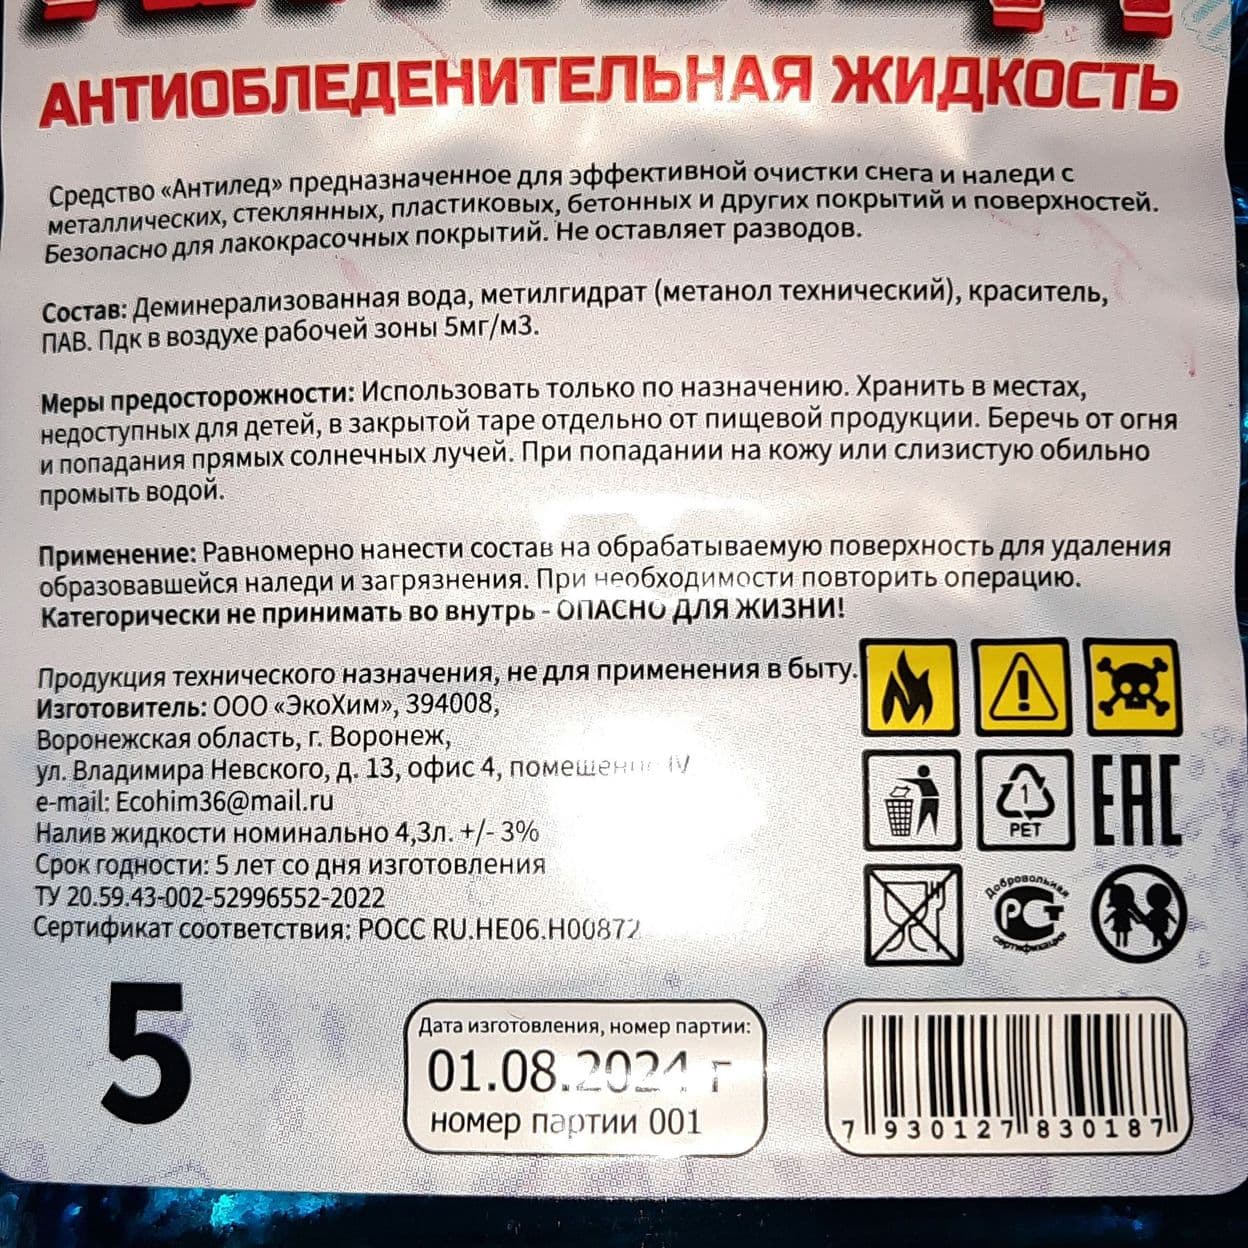 АНТИОБЛЕДЕНИТЕЛЬНАЯ ЖИДКОСТЬ
Средство «Антилед» предназначенное для эффективной очистки снега и наледи с
металлических, стеклянных, пластиковых, бетонных и других покрытий и поверхностей.
Безопасно для лакокрасочных покрытий. Не оставляет разводов.
Состав: Деминерализованная вода, метилгидрат (метанол технический), краситель,
ПАВ. Пдк в воздухе рабочей зоны 5мг/м3.
Меры предосторожности: Использовать только по назначению. Хранить в местах,
недоступных для детей, в закрытой таре отдельно от пищевой продукции. Беречь от огня
и попадания прямых солнечных лучей. При попадании на кожу или слизистую обильно
промыть водой.
Применение: Равномерно нанести состав на обрабатываемую поверхность для удаления
образовавшейся наледи и загрязнения. При необходимости повторить операцию.
Категорически не принимать во внутрь - ОПАСНО ДЛЯ ЖИЗНИ!
Продукция технического назначения, не для применения в быту.
Изготовитель: ООО «ЭкоХим», 394008,
Воронежская область, г. Воронеж,
ул. Владимира Невского, д. 13, офис 4, помещение IV
e-mail: Ecohim36@mail.ru
Налив жидкости номинально 4,3л. +/- 3%
Срок годности: 5 лет со дня изготовления
ТУ 20.59.43-002-52996552-2022
Сертификат соответствия: РОСС RU.HE06.H00872
1
PET
EAC
Добровольная
РСТ
сертификация
5
Дата изготовления, номер партии:
01.08.2024 г
номер партии 001
7 930127 830187